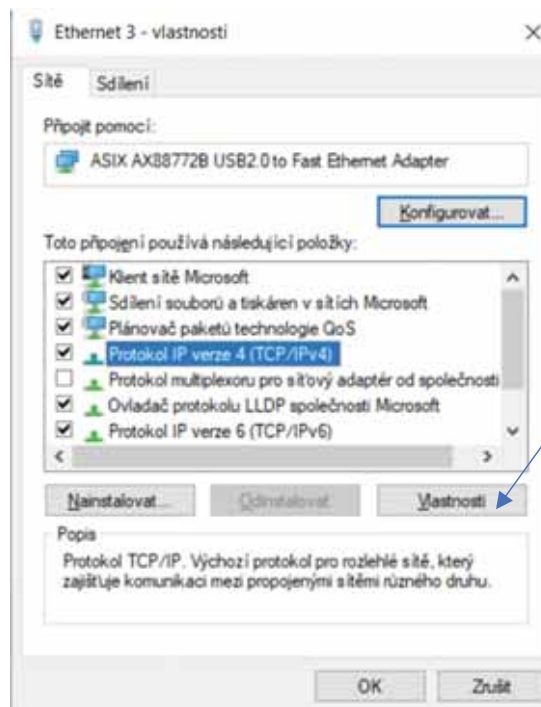 Ethernet 3 - vlastnosti
Sítě Sdílení
Připojit pomocí:
ASIX AX88772B USB2.0 to Fast Ethernet Adapter
Konfigurovat...
Toto připojení používá následující položky:
Klient sítě Microsoft
Sdílení souborů a tiskáren v sítích Microsoft
Plánovač paketů technologie QoS
Protokol IP verze 4 (TCP/IPv4)
Protokol multiplexoru pro síťový adaptér od společnosti
Ovladač protokolu LLDP společnosti Microsoft
Protokol IP verze 6 (TCP/IPv6)
Nainstalovat... Odinstalovat Vlastnosti
Popis
Protokol TCP/IP. Výchozí protokol pro rozlehlé sítě, který
zajišťuje komunikaci mezi propojenými sítěmi různého druhu.
OK Zrušit